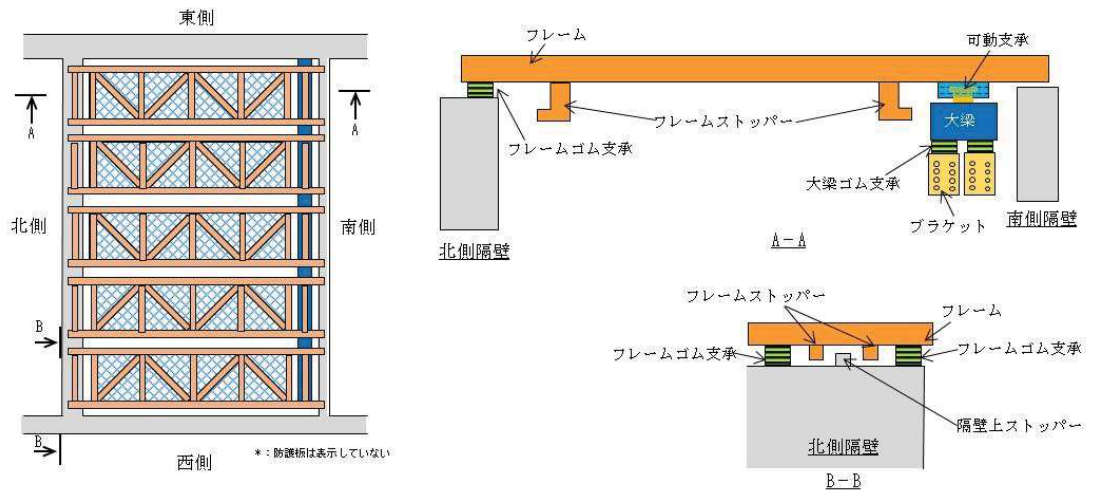 東側
A
A
北側
南側
B
B
西側
*：防護板は表示していない
フレーム
可動支承
大梁
フレームストッパー
フレームゴム支承
大梁ゴム支承
ブラケット
北側隔壁
南側隔壁
A-A
フレームストッパー
フレーム
フレームゴム支承
フレームゴム支承
隔壁上ストッパー
北側隔壁
B-B